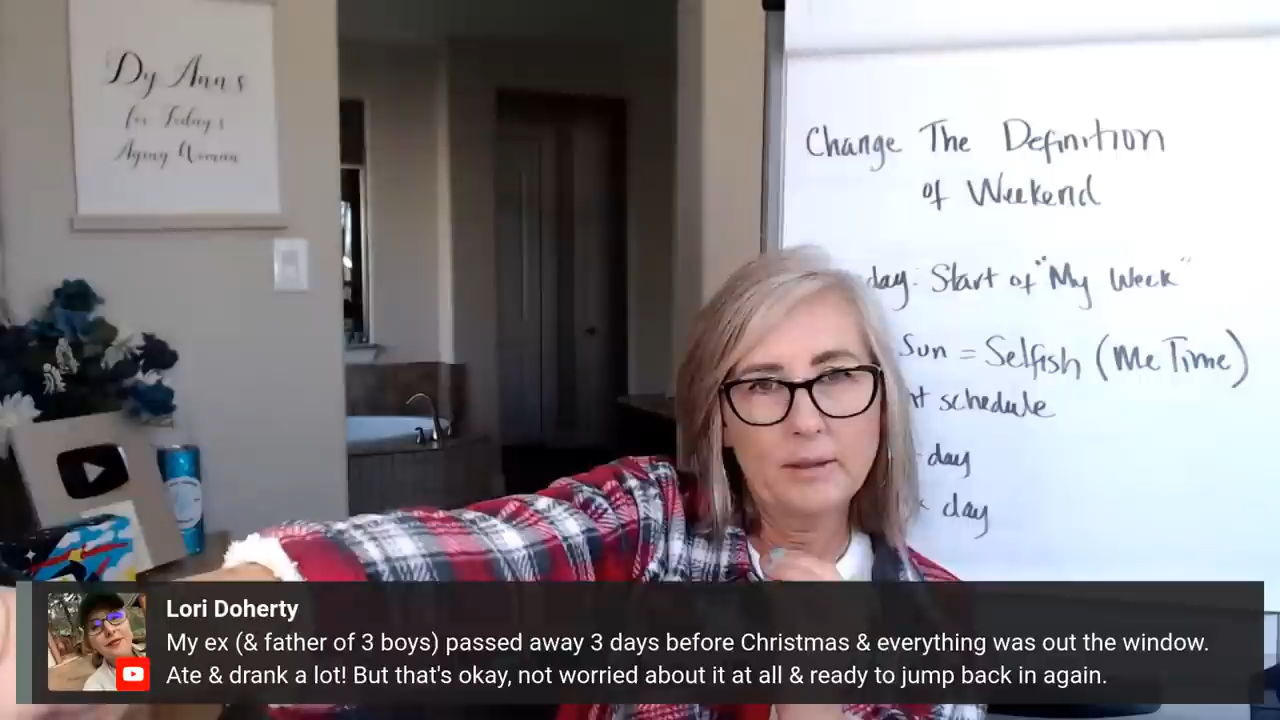 Dy Ann's
for Today's
Aging Woman
Change The Definition
of Weekend
day: Start of "My Week"
Sun = Selfish (Me Time)
schedule
day
day
Lori Doherty
My ex (& father of 3 boys) passed away 3 days before Christmas & everything was out the window.
Ate & drank a lot! But that's okay, not worried about it at all & ready to jump back in again.